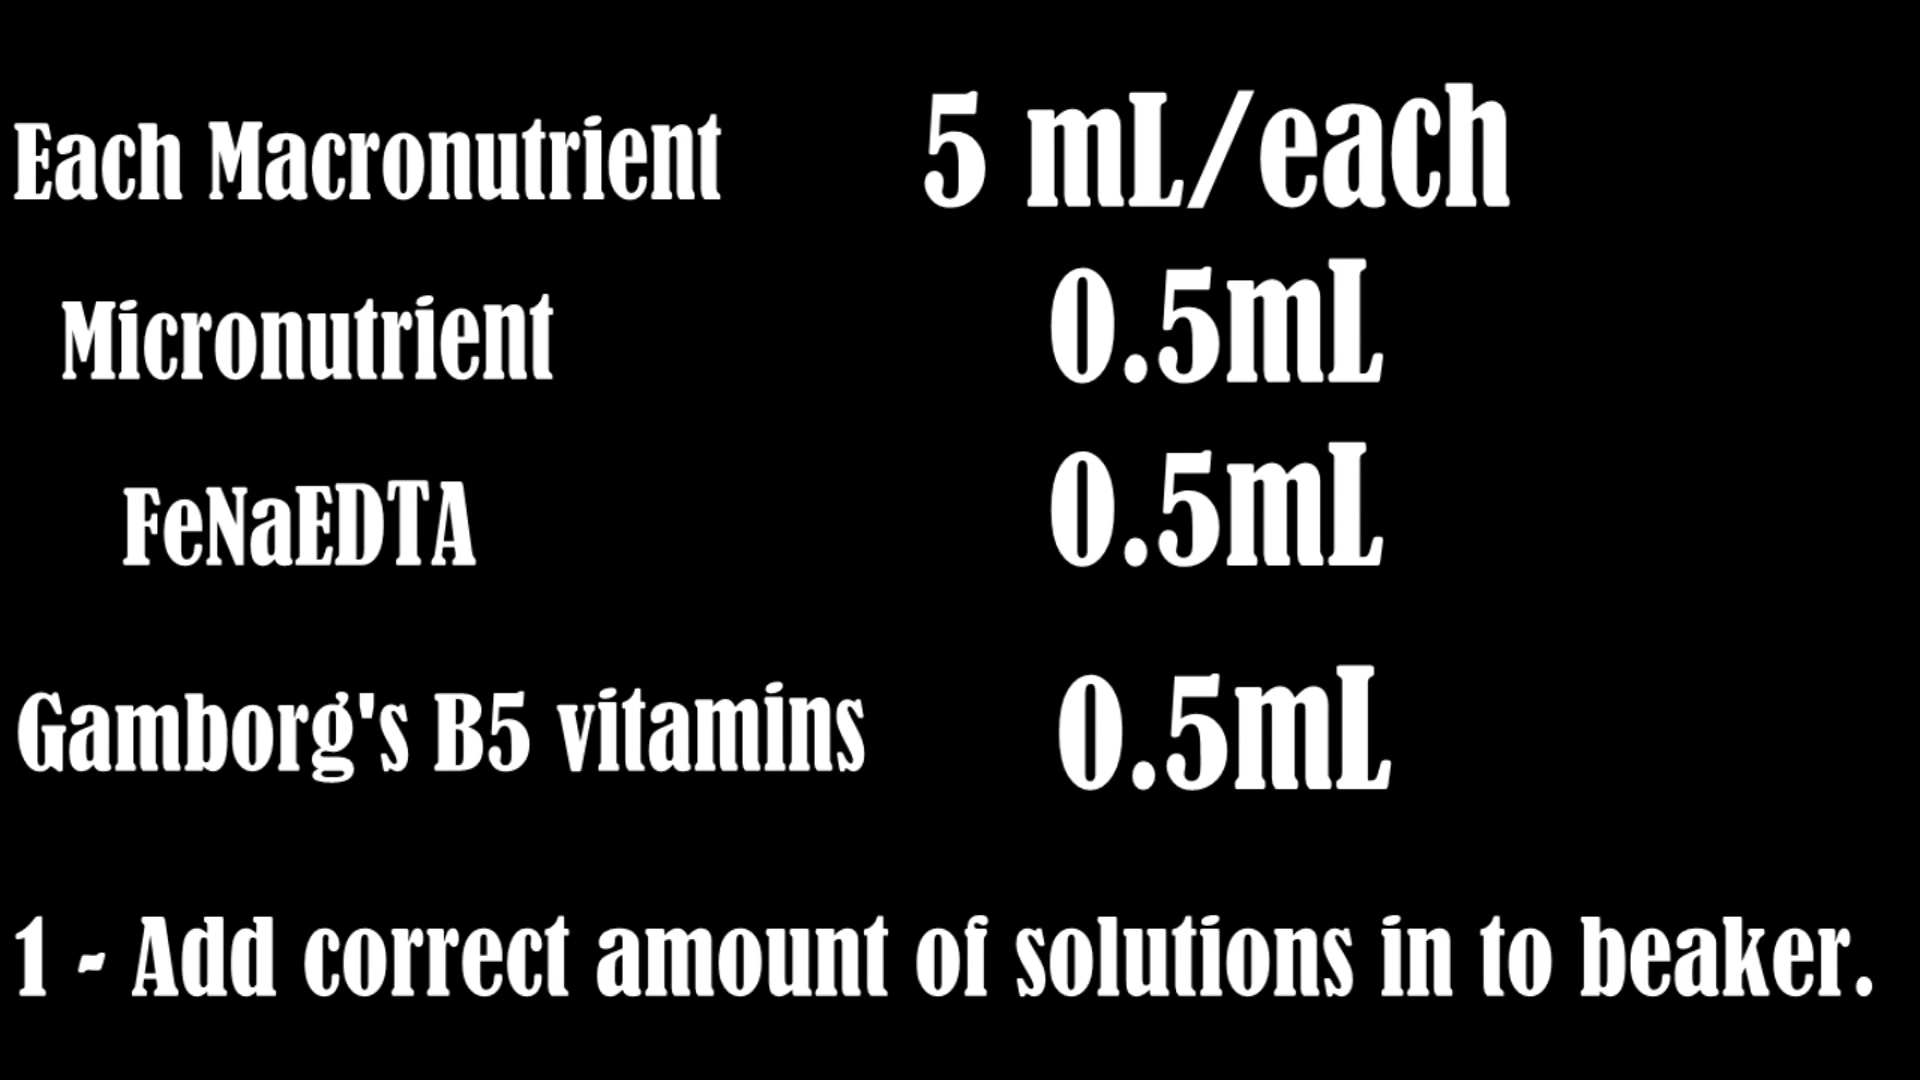 Each Macronutrient 5 mL/each
Micronutrient 0.5mL
FeNaEDTA 0.5mL
Gamborg's B5 vitamins 0.5mL
1 - Add correct amount of solutions in to beaker.